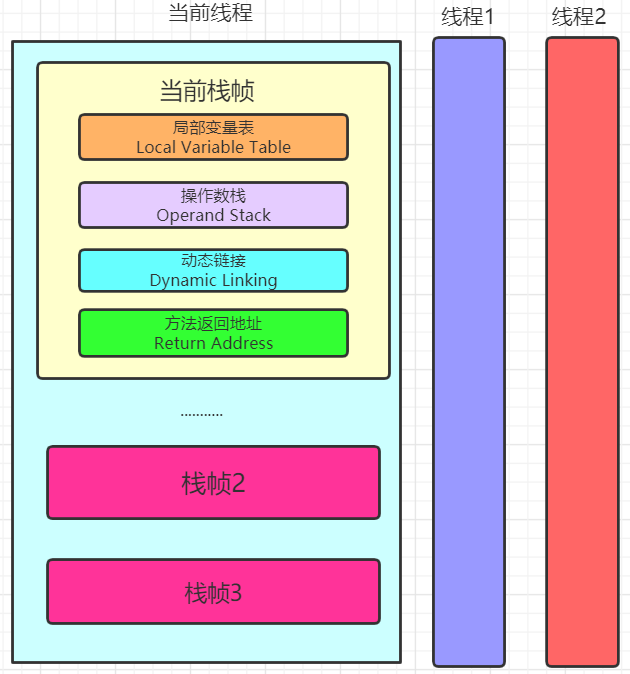 当前线程
线程1
线程2
当前栈帧
局部变量表
Local Variable Table
操作数栈
Operand Stack
动态链接
Dynamic Linking
方法返回地址
Return Address
...........
栈帧2
栈帧3